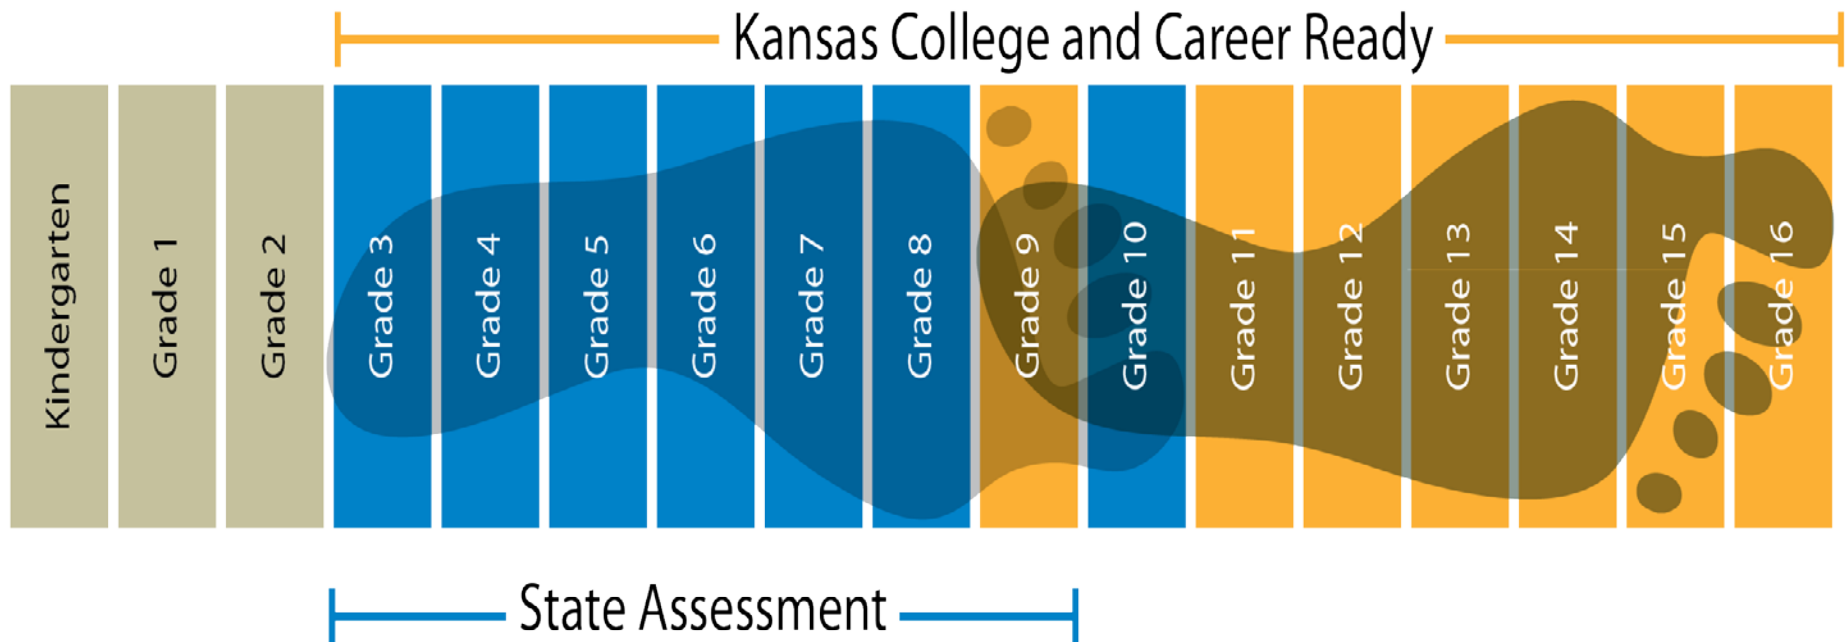 Kansas College and Career Ready
Kindergarten
Grade 1
Grade 2
Grade 3
Grade 4
Grade 5
Grade 6
Grade 7
Grade 8
Grade 9
Grade 10
Grade 11
Grade 12
Grade 13
Grade 14
Grade 15
Grade 16
State Assessment